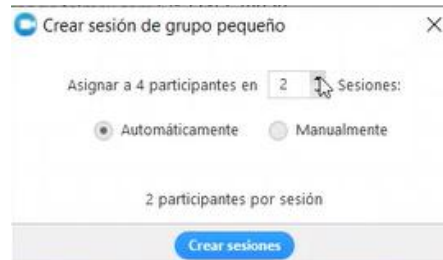 Crear sesión de grupo pequeño
Asignar a 4 participantes en 2 Sesiones:
Automáticamente Manualmente
2 participantes por sesión
Crear sesiones